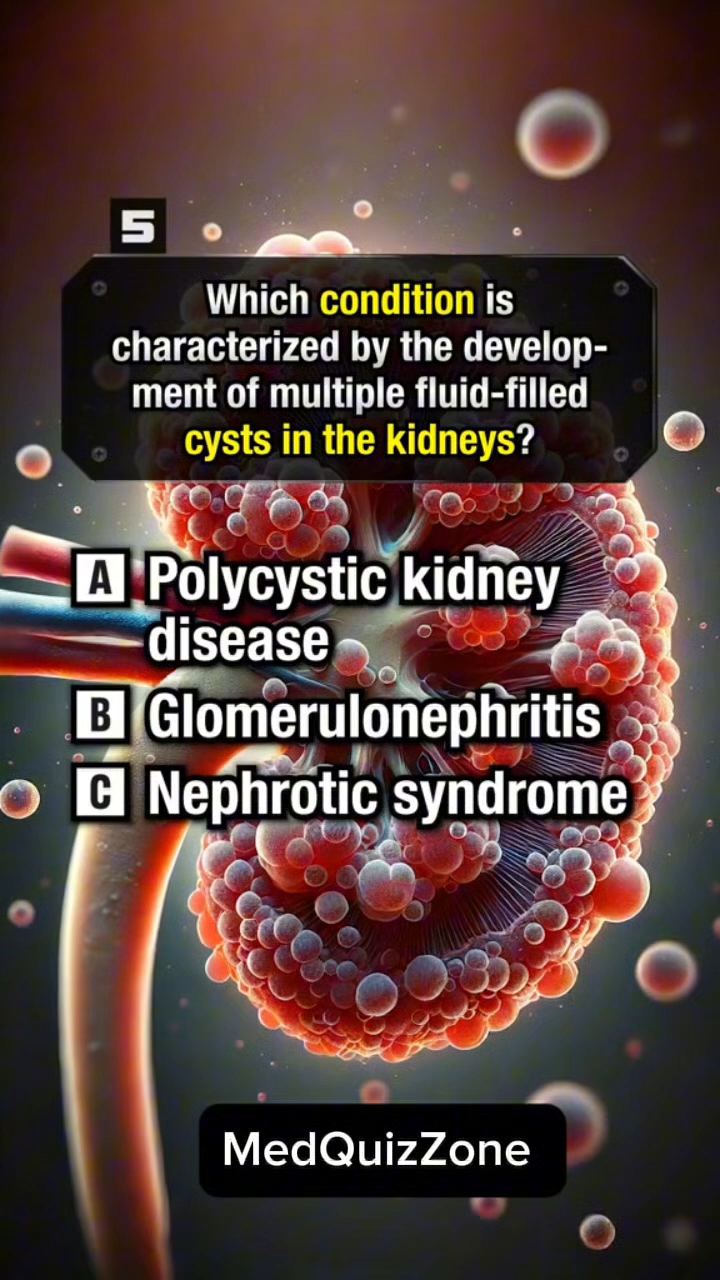 5
Which condition is
characterized by the develop-
ment of multiple fluid-filled
cysts in the kidneys?
A Polycystic kidney
disease
B Glomerulonephritis
C Nephrotic syndrome
MedQuizZone